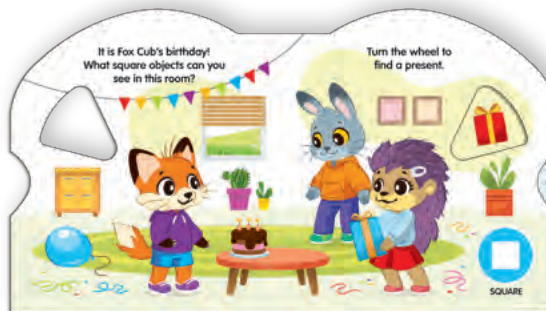 It is Fox Cub's birthday!
What square objects can you
see in this room?
Turn the wheel to
find a present.
SQUARE